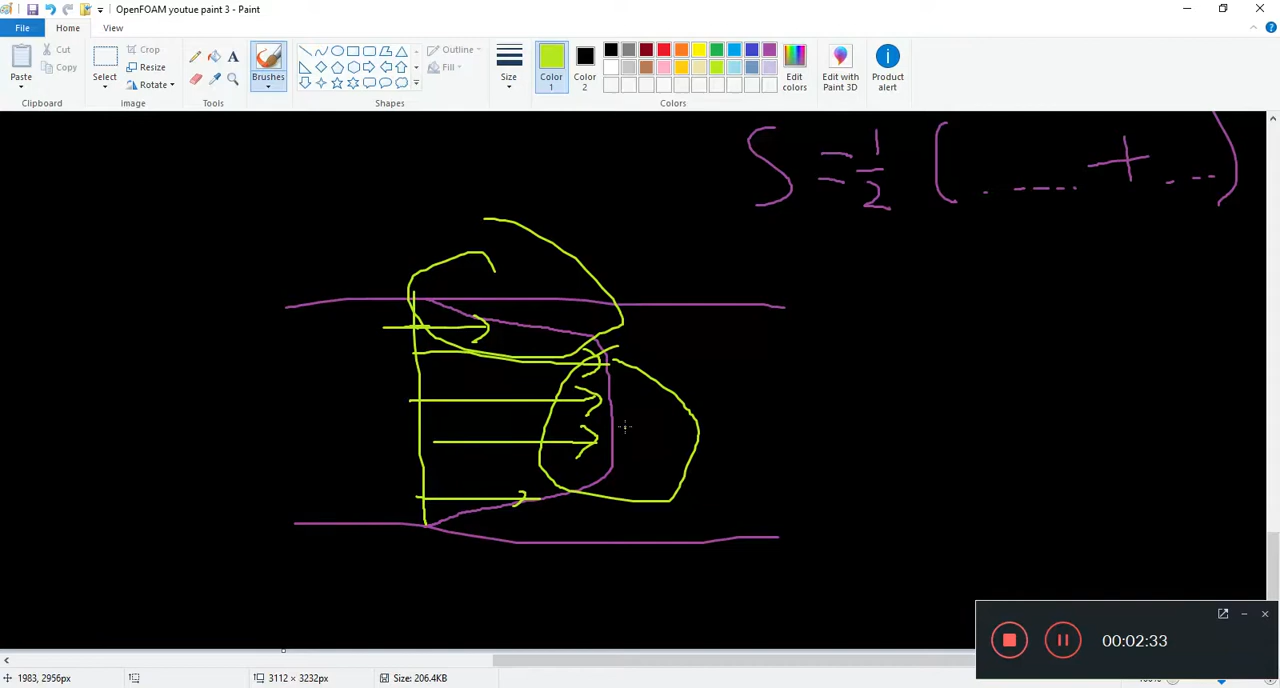 OpenFOAM youtue paint 3 - Paint
File Home View
Paste Cut Copy Select Crop Resize Rotate Brushes Outline Fill Size Color 1 Color 2 Edit colors Edit with Paint 3D Product alert
Clipboard Image Tools Shapes Colors
S = 1/2 ( ..... + ... )
00:02:33
1983, 2956px 3112 × 3232px Size: 206.4KB